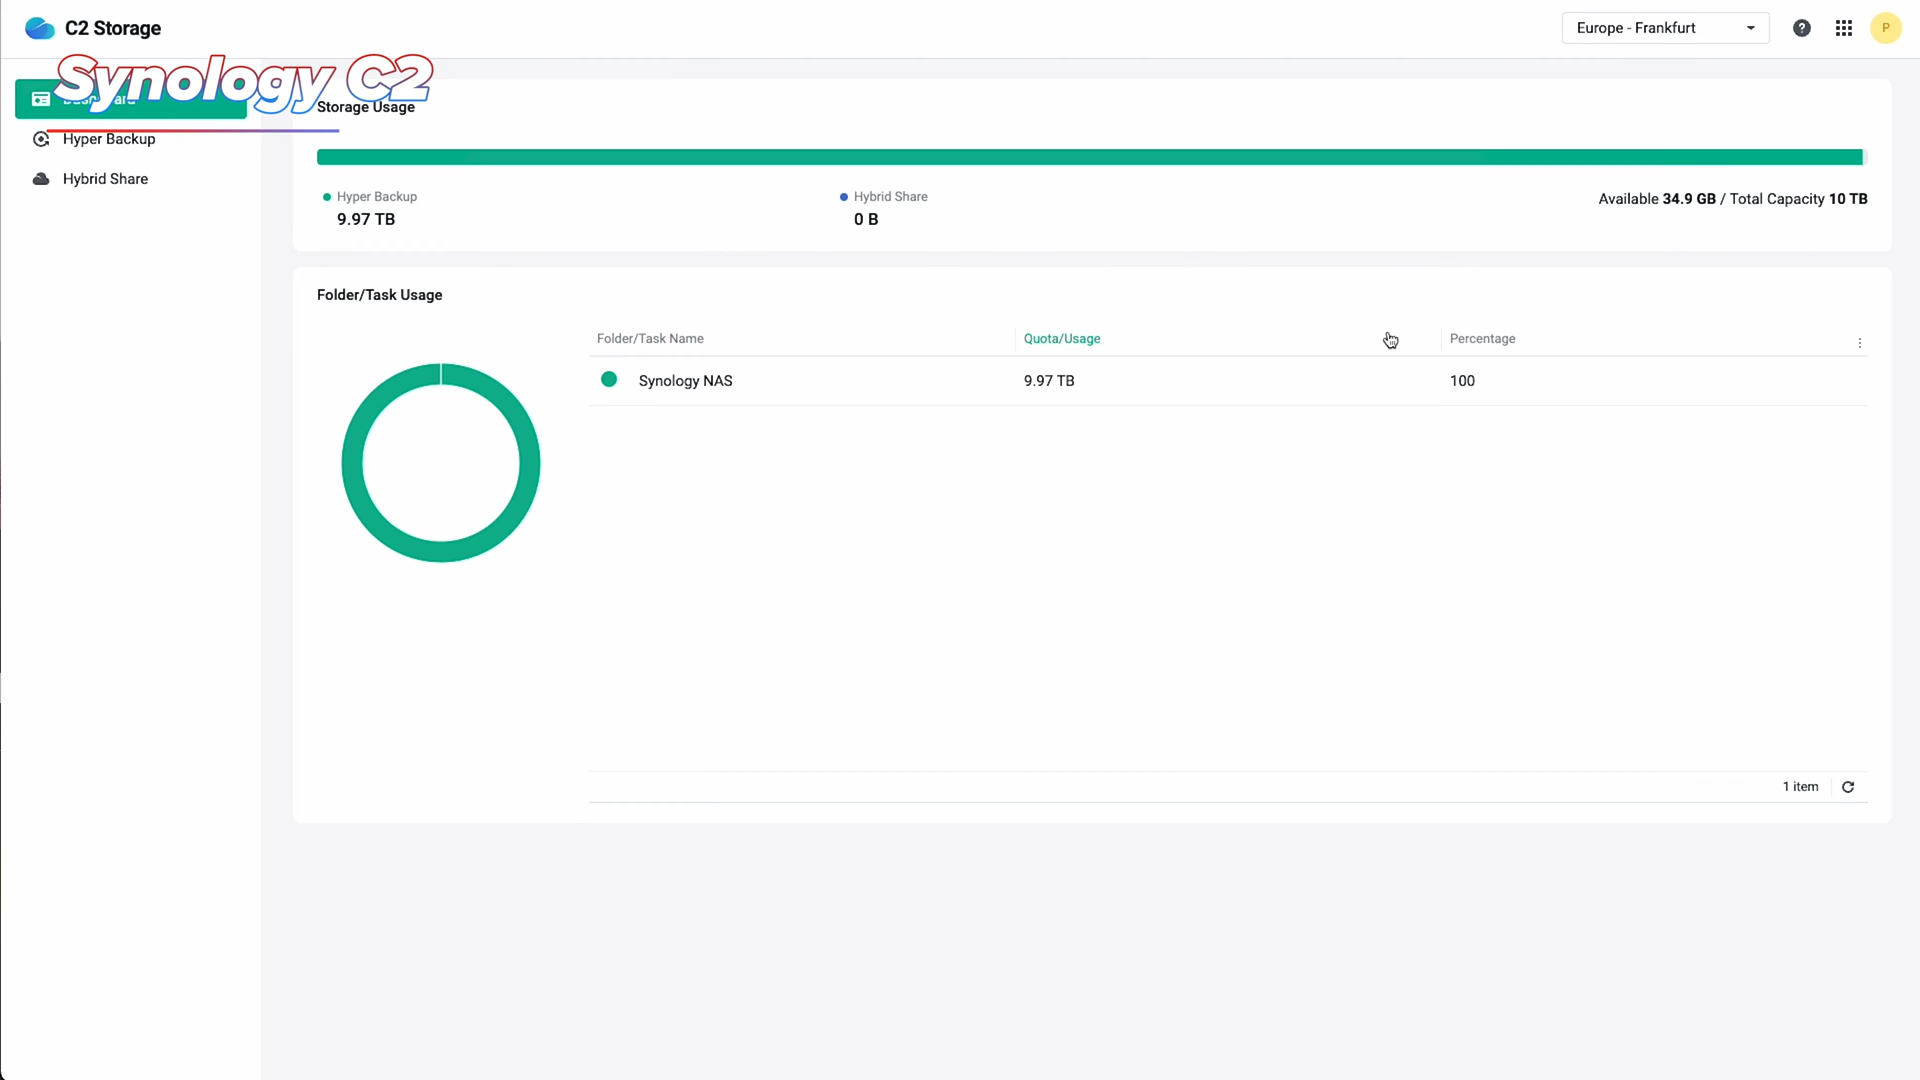 C2 Storage
Europe - Frankfurt
P
Synology C2
Storage Usage
Hyper Backup
Hybrid Share
Hyper Backup
9.97 TB
Hybrid Share
0 B
Available 34.9 GB / Total Capacity 10 TB
Folder/Task Usage
Folder/Task Name
Quota/Usage
Percentage
Synology NAS
9.97 TB
100
1 item